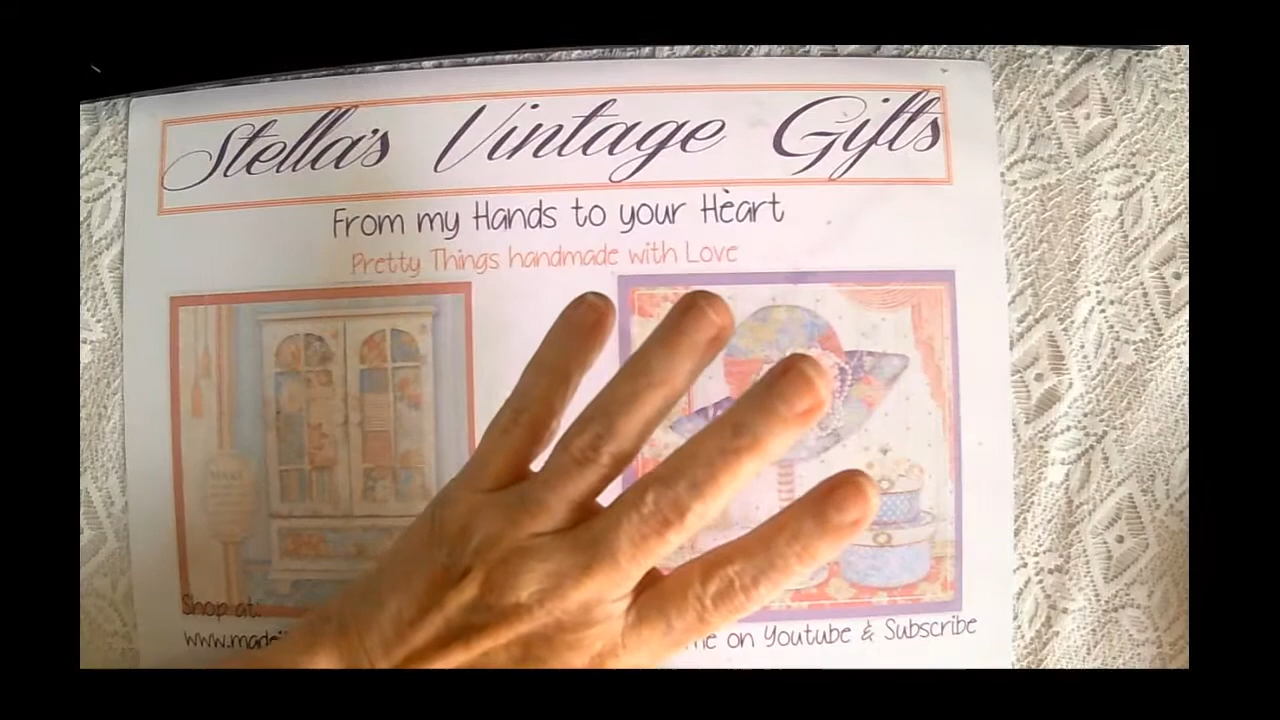 Stella's Vintage Gifts
From my Hands to your Heart
Pretty Things handmade with Love
Shop at:
on Youtube & Subscribe